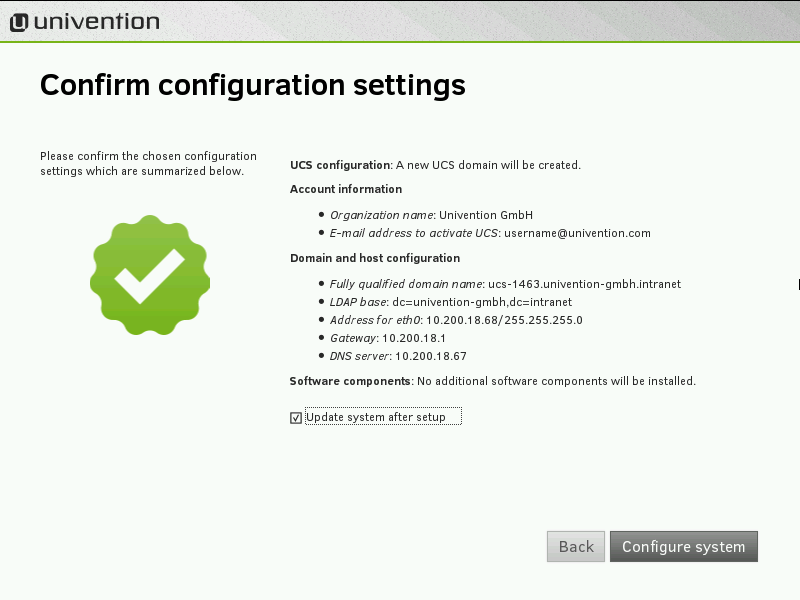 univention
Confirm configuration settings
Please confirm the chosen configuration
settings which are summarized below.
UCS configuration: A new UCS domain will be created.
Account information
• Organization name: Univention GmbH
• E-mail address to activate UCS: username@univention.com
Domain and host configuration
• Fully qualified domain name: ucs-1463.univention-gmbh.intranet
• LDAP base: dc=univention-gmbh,dc=intranet
• Address for eth0: 10.200.18.68/255.255.255.0
• Gateway: 10.200.18.1
• DNS server: 10.200.18.67
Software components: No additional software components will be installed.
Update system after setup
Back
Configure system